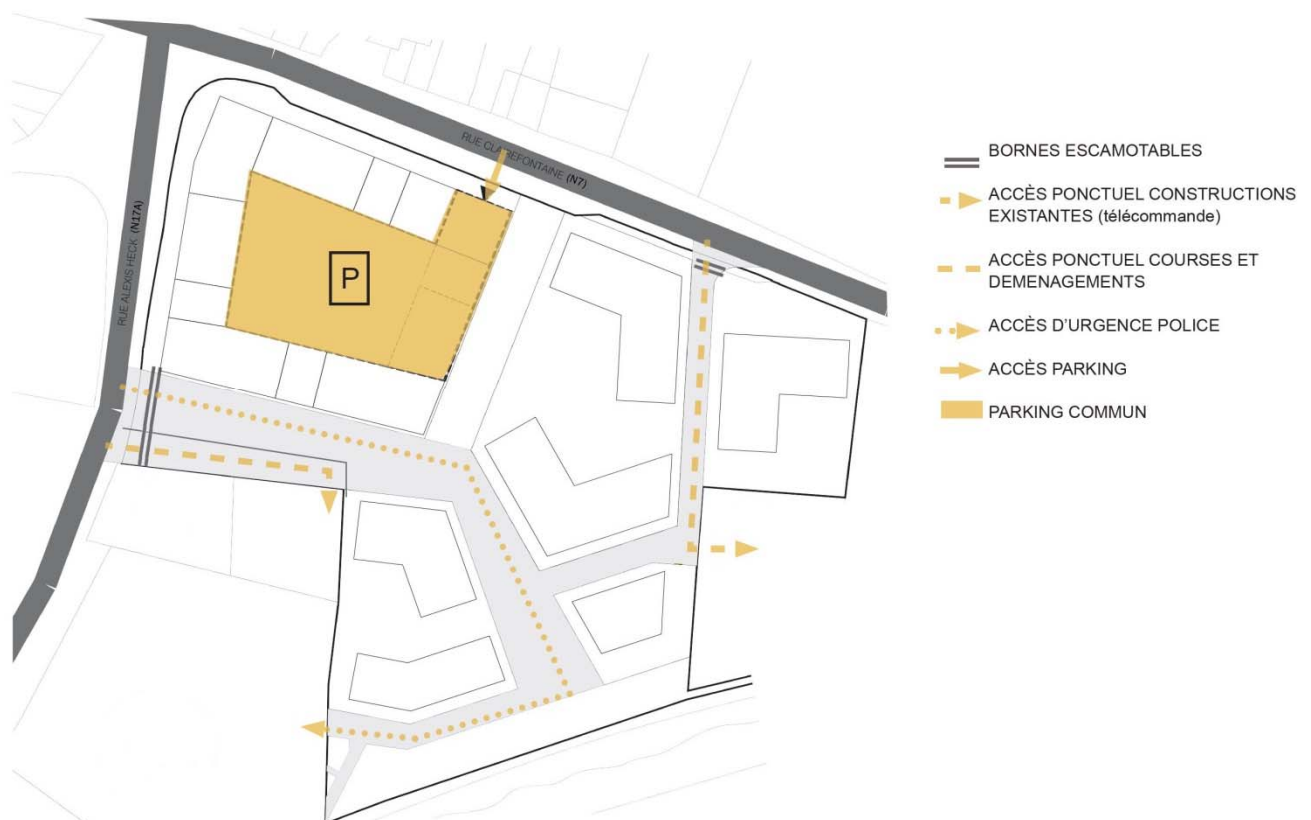 RUE CLAIREFONTAINE (N7)
RUE ALEXIS HECK (N17A)
P
BORNES ESCAMOTABLES
ACCÈS PONCTUEL CONSTRUCTIONS
EXISTANTES (télécommande)
ACCÈS PONCTUEL COURSES ET
DEMENAGEMENTS
ACCÈS D'URGENCE POLICE
ACCÈS PARKING
PARKING COMMUN